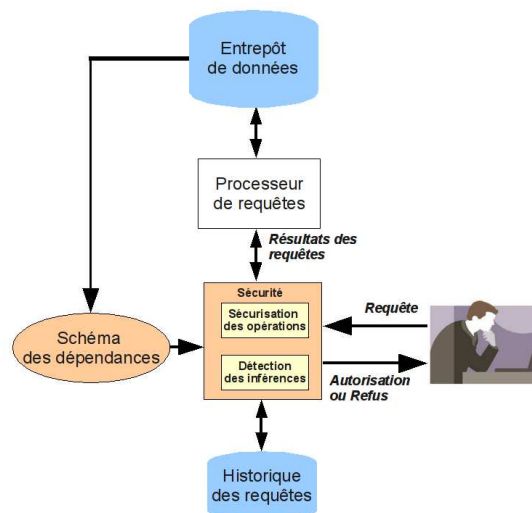 Entrepôt
de données
Processeur
de requêtes
Résultats des
requêtes
Sécurité
Sécurisation
des opérations
Requête
Schéma
des dépendances
Détection
des inférences
Autorisation
ou Refus
Historique
des requêtes